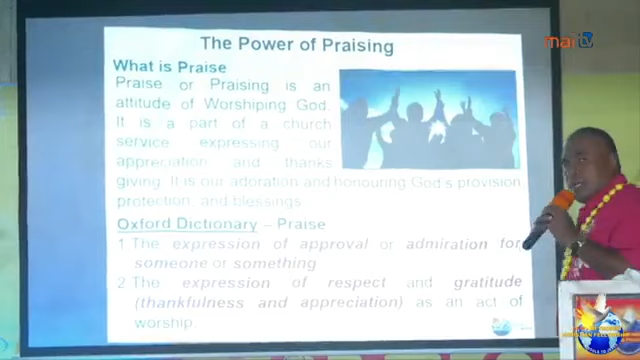 mai tv
The Power of Praising
What is Praise
Praise or Praising is an
attitude of Worshiping God.
It is a part of a church
service expressing our
appreciation and thanks
giving. It is our adoration and honouring God's provision,
protection, and blessings.
Oxford Dictionary – Praise
1 The expression of approval or admiration for
someone or something
2 The expression of respect and gratitude
(thankfulness and appreciation) as an act of
worship.